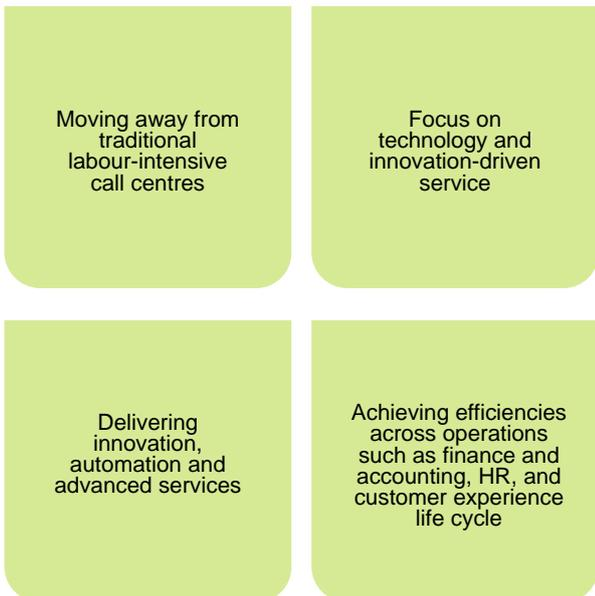 Moving away from
traditional
labour-intensive
call centres
Focus on
technology and
innovation-driven
service
Delivering
innovation,
automation and
advanced services
Achieving efficiencies
across operations
such as finance and
accounting, HR, and
customer experience
life cycle